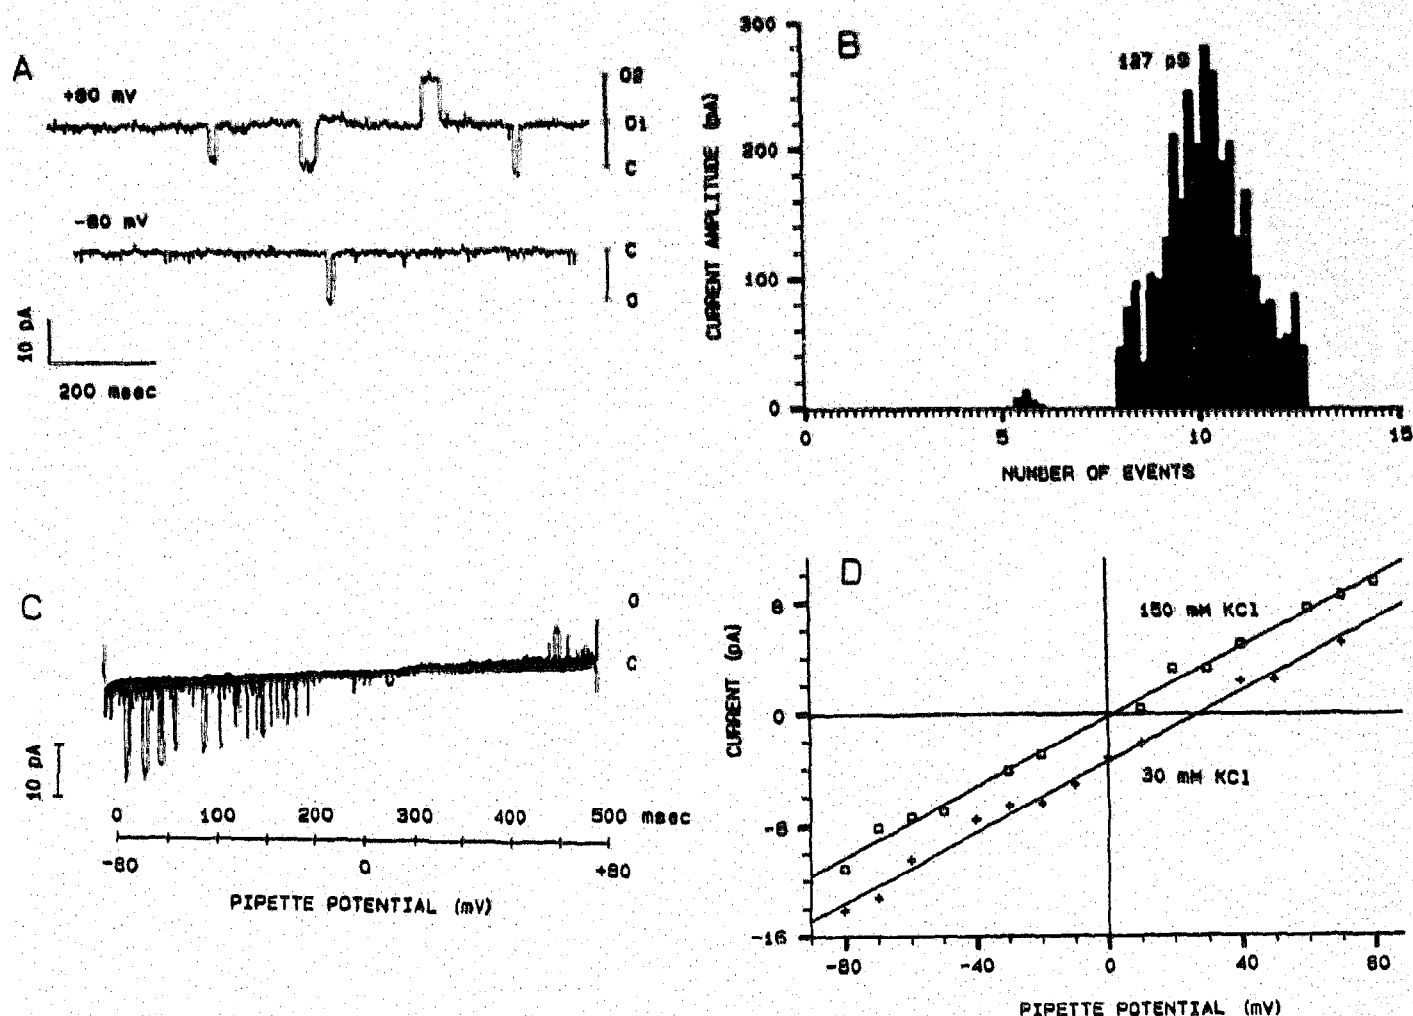 A
+80 mV
O2
O1
C
-80 mV
C
O
10 pA
200 msec
B
127 pS
CURRENT AMPLITUDE (pA)
300
200
100
0
0 5 10 15
NUMBER OF EVENTS
C
O
C
10 pA
0 100 200 300 400 500 msec
-80 0 +80
PIPETTE POTENTIAL (mV)
D
150 mM KCl
30 mM KCl
CURRENT (pA)
8
0
-8
-16
-80 -40 0 40 80
PIPETTE POTENTIAL (mV)